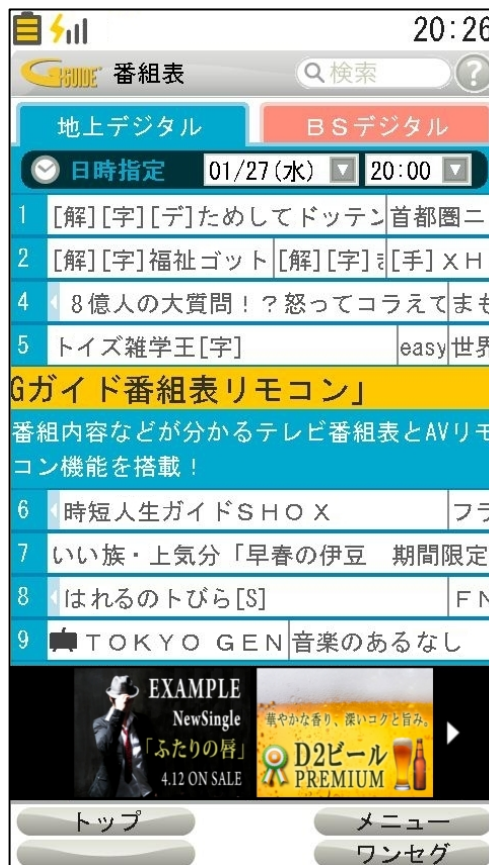 20:26
G-GUIDE 番組表 検索 ?
地上デジタル BSデジタル
日時指定 01/27(水) 20:00
1 [解][字][デ]ためしてドッテン 首都圏ニ
2 [解][字]福祉ゴット [解][字] [手]XH
4 8億人の大質問！？怒ってコラえて まも
5 トイズ雑学王[字] easy 世界
Gガイド番組表リモコン」
番組内容などが分かるテレビ番組表とAVリモ
コン機能を搭載！
6 時短人生ガイドSHOX フラ
7 いい族・上気分「早春の伊豆 期間限定
8 はれるのトびら[S] FN
9 TOKYO GEN 音楽のあるなし
EXAMPLE
NewSingle
「ふたりの唇」
4.12 ON SALE
華やかな香り、深いコクと旨み。
D2ビール
PREMIUM
トップ メニュー
ワンセグ